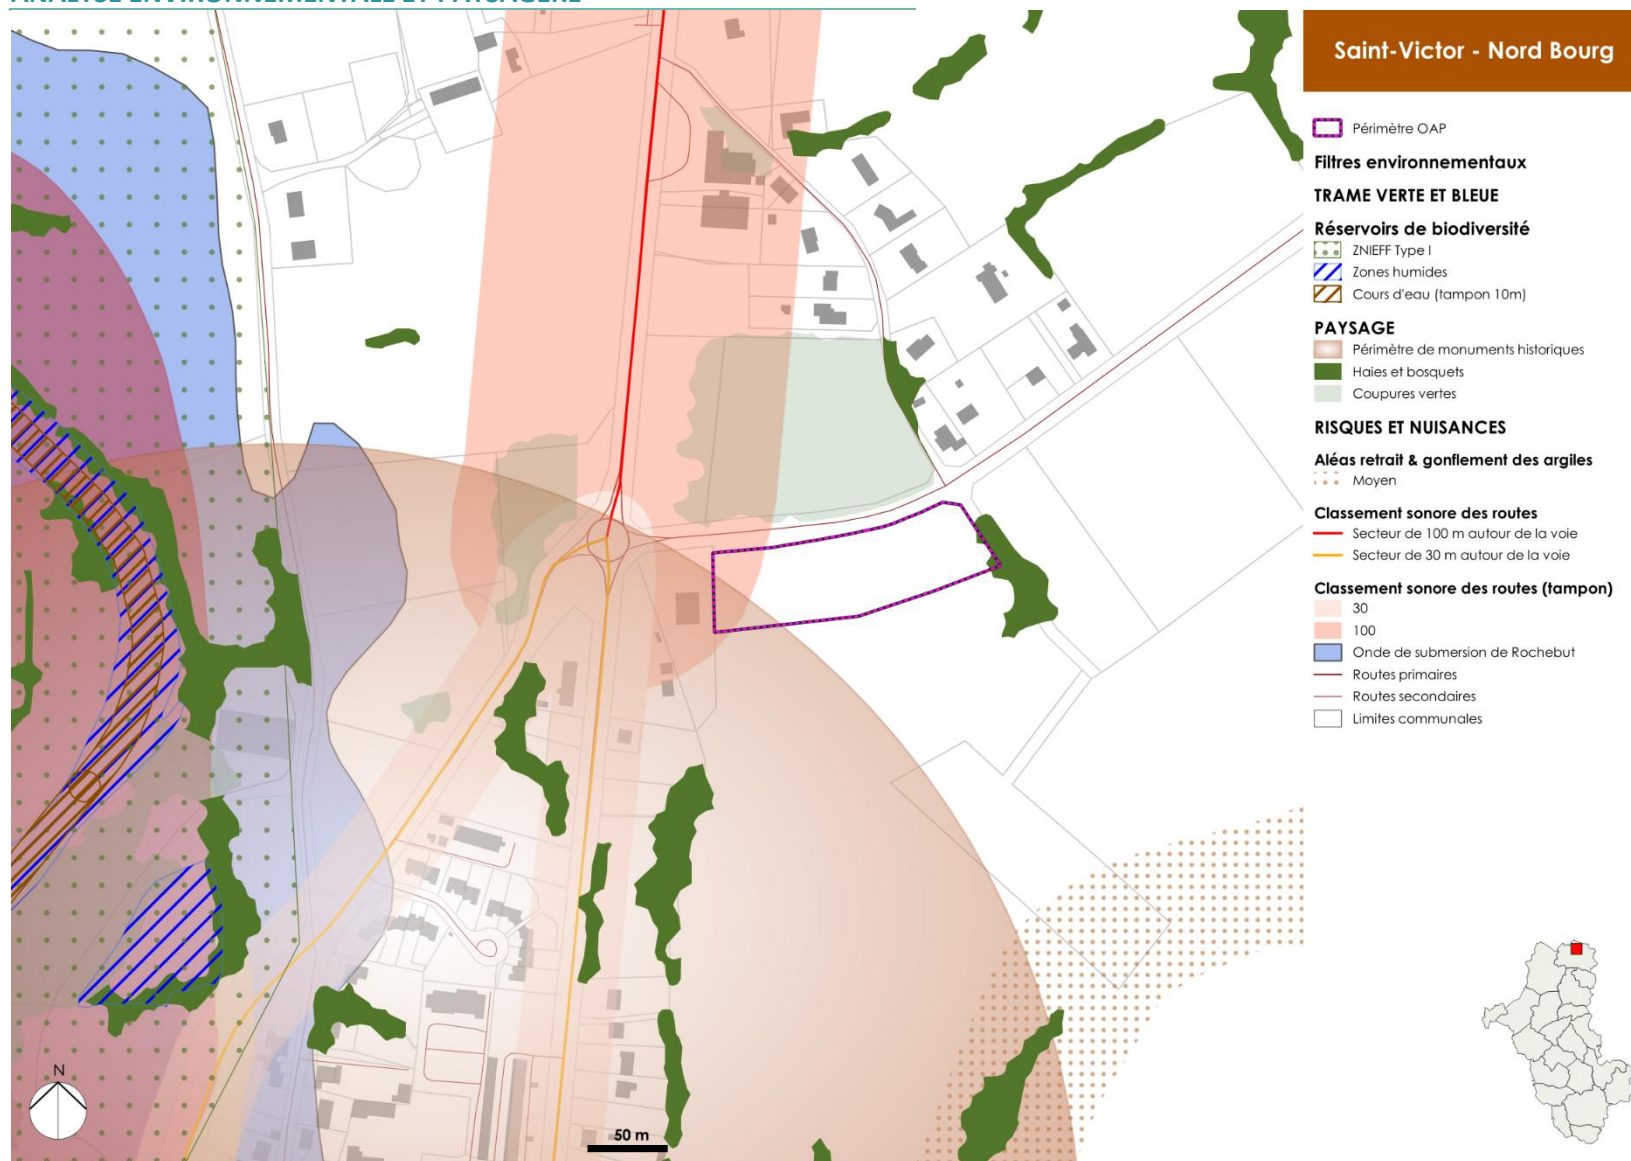 ANALYSE ENVIRONNEMENTALE ET PAYSAGÈRE
Saint-Victor - Nord Bourg
Périmètre OAP
Filtres environnementaux
TRAME VERTE ET BLEUE
Réservoirs de biodiversité
ZNIEFF Type I
Zones humides
Cours d'eau (tampon 10m)
PAYSAGE
Périmètre de monuments historiques
Haies et bosquets
Coupures vertes
RISQUES ET NUISANCES
Aléas retrait & gonflement des argiles
Moyen
Classement sonore des routes
Secteur de 100 m autour de la voie
Secteur de 30 m autour de la voie
Classement sonore des routes (tampon)
30
100
Onde de submersion de Rochebut
Routes primaires
Routes secondaires
Limites communales
N
50 m